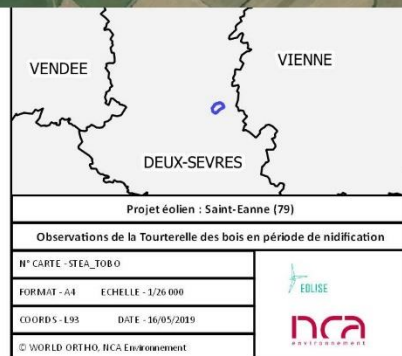 VENDEE
VIENNE
DEUX-SEVRES
Projet éolien : Saint-Eanne (79)
Observations de la Tourterelle des bois en période de nidification
N° CARTE - STEA_TOBO
FORMAT - A4 ECHELLE - 1/26 000
COORDS - L93 DATE - 16/05/2019
© WORLD ORTHO, NCA Environnement
EOLISE
nca
environnement